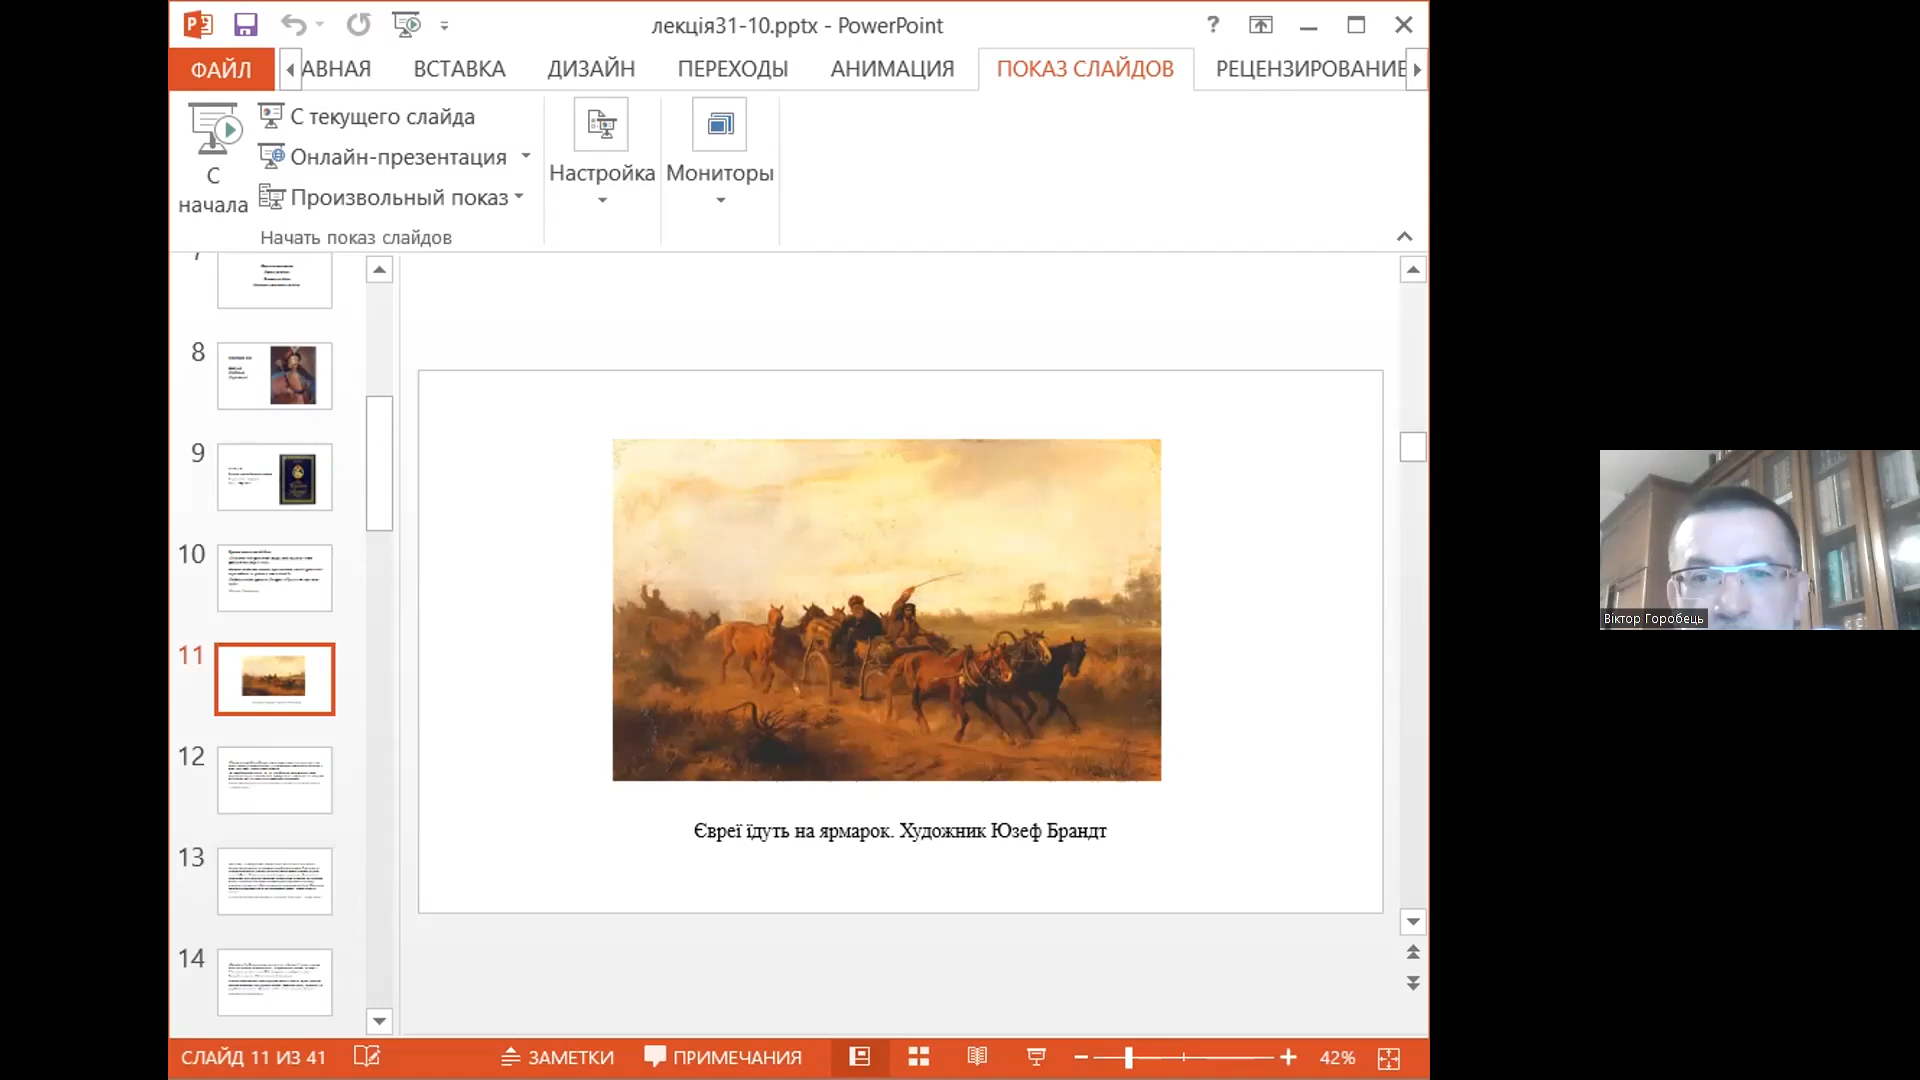 лекція31-10.pptx - PowerPoint
ФАЙЛ
АВНАЯ
ВСТАВКА
ДИЗАЙН
ПЕРЕХОДЫ
АНИМАЦИЯ
ПОКАЗ СЛАЙДОВ
РЕЦЕНЗИРОВАНИЕ
С
начала
С текущего слайда
Онлайн-презентация
Произвольный показ
Начать показ слайдов
Настройка
Мониторы
7
8
9
10
11
12
13
14
Євреї їдуть на ярмарок. Художник Юзеф Брандт
Віктор Горобець
СЛАЙД 11 ИЗ 41
ЗАМЕТКИ
ПРИМЕЧАНИЯ
42%